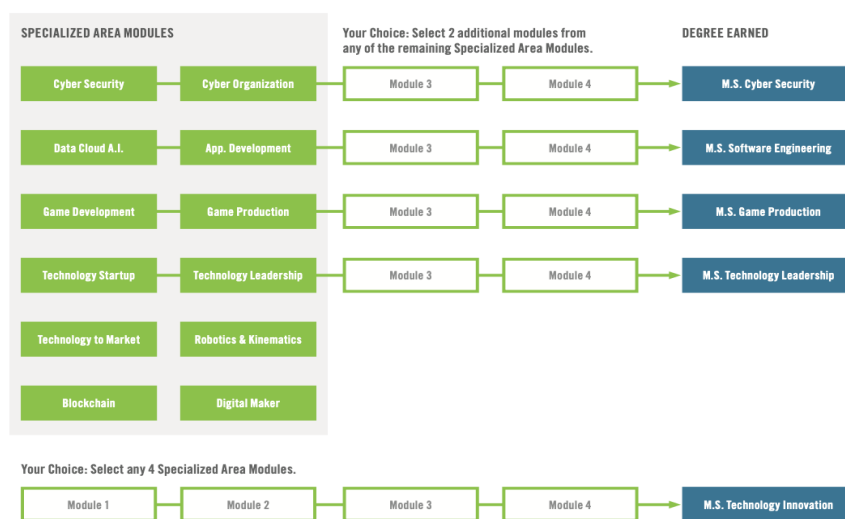 SPECIALIZED AREA MODULES
Your Choice: Select 2 additional modules from
any of the remaining Specialized Area Modules.
DEGREE EARNED
Cyber Security
Cyber Organization
Module 3
Module 4
M.S. Cyber Security
Data Cloud A.I.
App. Development
Module 3
Module 4
M.S. Software Engineering
Game Development
Game Production
Module 3
Module 4
M.S. Game Production
Technology Startup
Technology Leadership
Module 3
Module 4
M.S. Technology Leadership
Technology to Market
Robotics & Kinematics
Blockchain
Digital Maker
Your Choice: Select any 4 Specialized Area Modules.
Module 1
Module 2
Module 3
Module 4
M.S. Technology Innovation